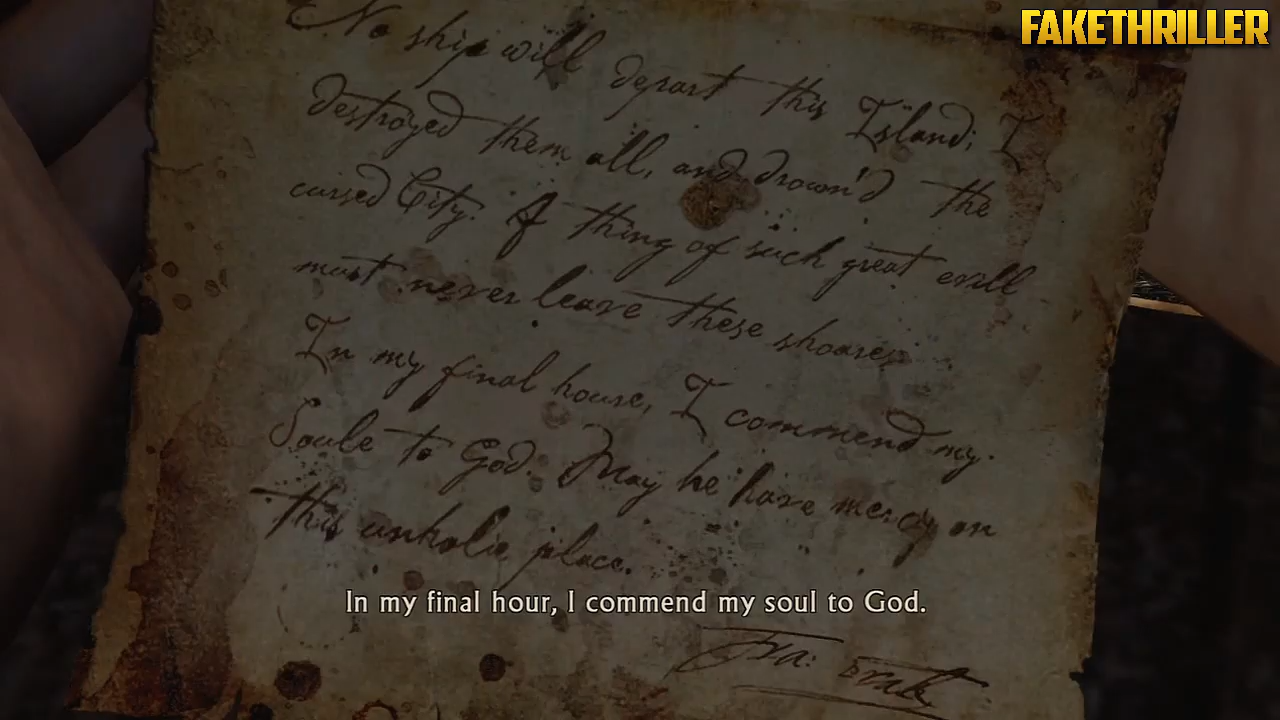 FAKETHRILLER
No ship will depart this Island; I
destroyed them all, and drown'd the
cursed City. A thing of such great evill
must never leave these shoares
In my final houre, I commend my
Soule to God. May he have mercy on
this unholie place.
In my final hour, I commend my soul to God.
Fra: Drake